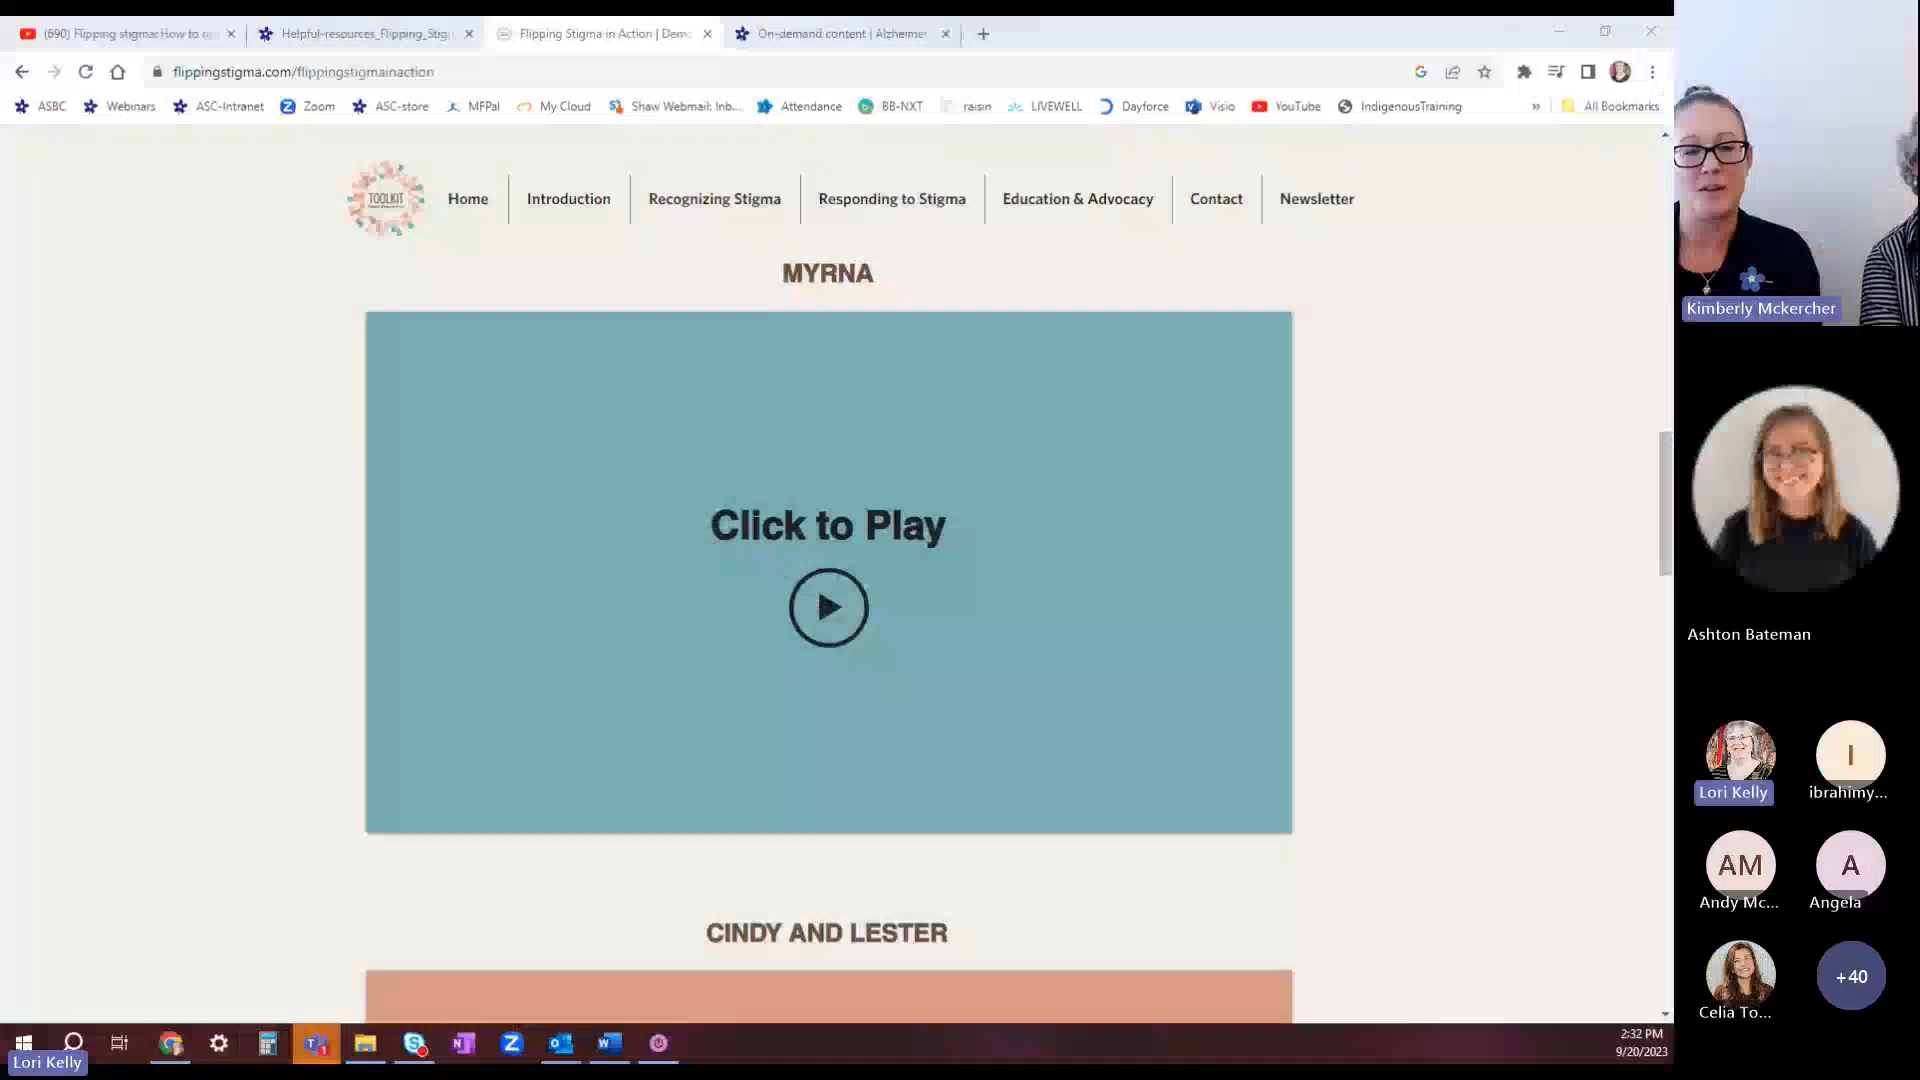 (690) Flipping stigma: How to re
Helpful-resources_Flipping_Stig
Flipping Stigma in Action | Deme
On-demand content | Alzheimer
flippingstigma.com/flippingstigmainaction
ASBC
Webinars
ASC-Intranet
Zoom
ASC-store
MFPal
My Cloud
Shaw Webmail: Inb...
Attendance
BB-NXT
raisin
LIVEWELL
Dayforce
Visio
YouTube
IndigenousTraining
» All Bookmarks
TOOLKIT
Home
Introduction
Recognizing Stigma
Responding to Stigma
Education & Advocacy
Contact
Newsletter
MYRNA
Click to Play
CINDY AND LESTER
Kimberly Mckercher
Ashton Bateman
Lori Kelly
I
ibrahimy...
AM
Andy Mc...
A
Angela
Celia To...
+40
2:32 PM
9/20/2023
Lori Kelly